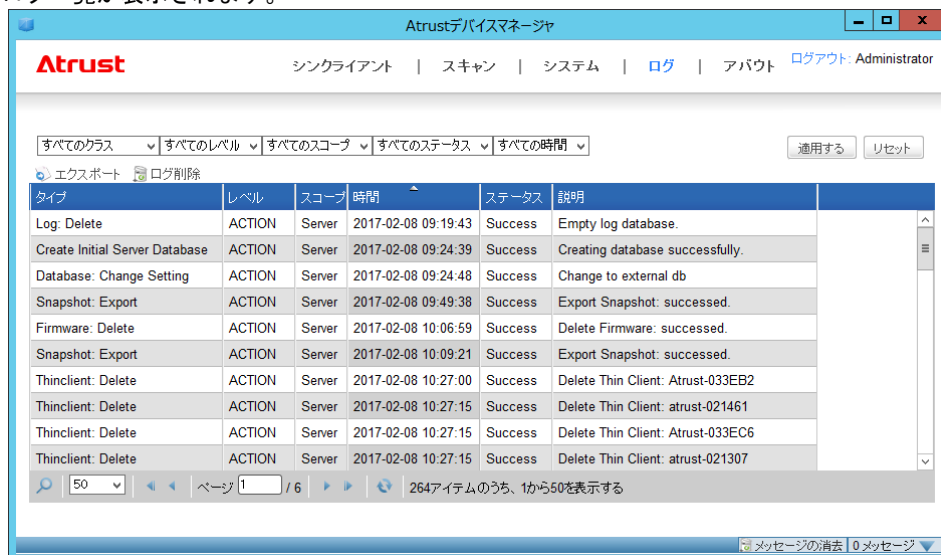 一覧が表示されます。
Atrustデバイスマネージャ
Atrust
シンクライアント | スキャン | システム | ログ | アバウト ログアウト: Administrator
すべてのクラス すべてのレベル すべてのスコープ すべてのステータス すべての時間 適用する リセット
エクスポート ログ削除
タイプ レベル スコープ 時間 ステータス 説明
Log: Delete ACTION Server 2017-02-08 09:19:43 Success Empty log database.
Create Initial Server Database ACTION Server 2017-02-08 09:24:39 Success Creating database successfully.
Database: Change Setting ACTION Server 2017-02-08 09:24:48 Success Change to external db
Snapshot: Export ACTION Server 2017-02-08 09:49:38 Success Export Snapshot: successed.
Firmware: Delete ACTION Server 2017-02-08 10:06:59 Success Delete Firmware: successed.
Snapshot: Export ACTION Server 2017-02-08 10:09:21 Success Export Snapshot: successed.
Thinclient: Delete ACTION Server 2017-02-08 10:27:00 Success Delete Thin Client: Atrust-033EB2
Thinclient: Delete ACTION Server 2017-02-08 10:27:15 Success Delete Thin Client: atrust-021461
Thinclient: Delete ACTION Server 2017-02-08 10:27:15 Success Delete Thin Client: Atrust-033EC6
Thinclient: Delete ACTION Server 2017-02-08 10:27:15 Success Delete Thin Client: atrust-021307
50 ページ 1 / 6 264アイテムのうち、1から50を表示する
メッセージの消去 0メッセージ